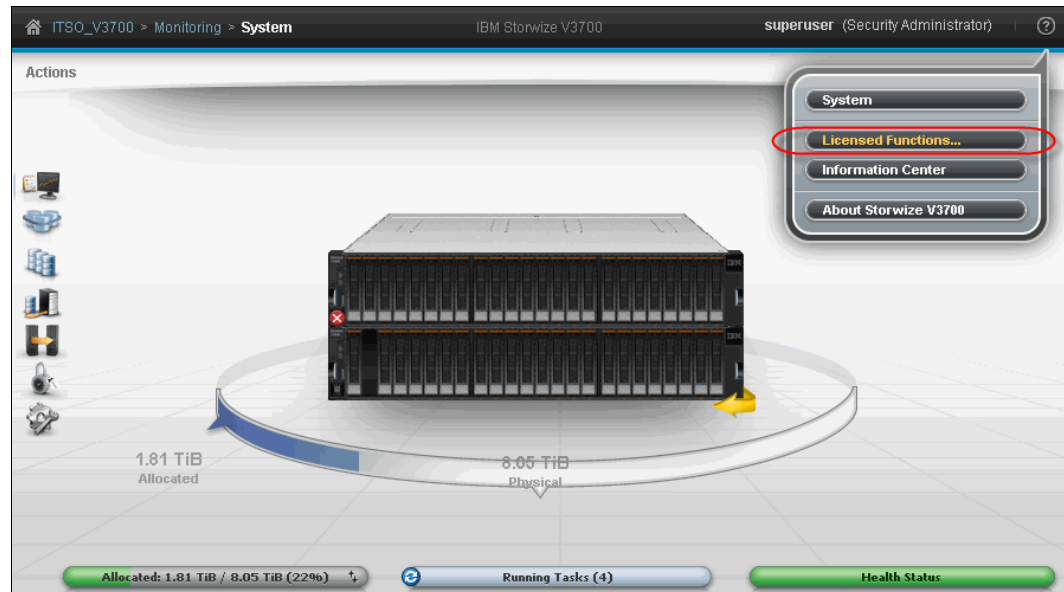 ITSO_V3700 > Monitoring > System
IBM Storwize V3700
superuser (Security Administrator)
?
Actions
System
Licensed Functions...
Information Center
About Storwize V3700
IBM
IBM
1.81 TiB
Allocated
8.05 TiB
Physical
Allocated: 1.81 TiB / 8.05 TiB (22%)
Running Tasks (4)
Health Status